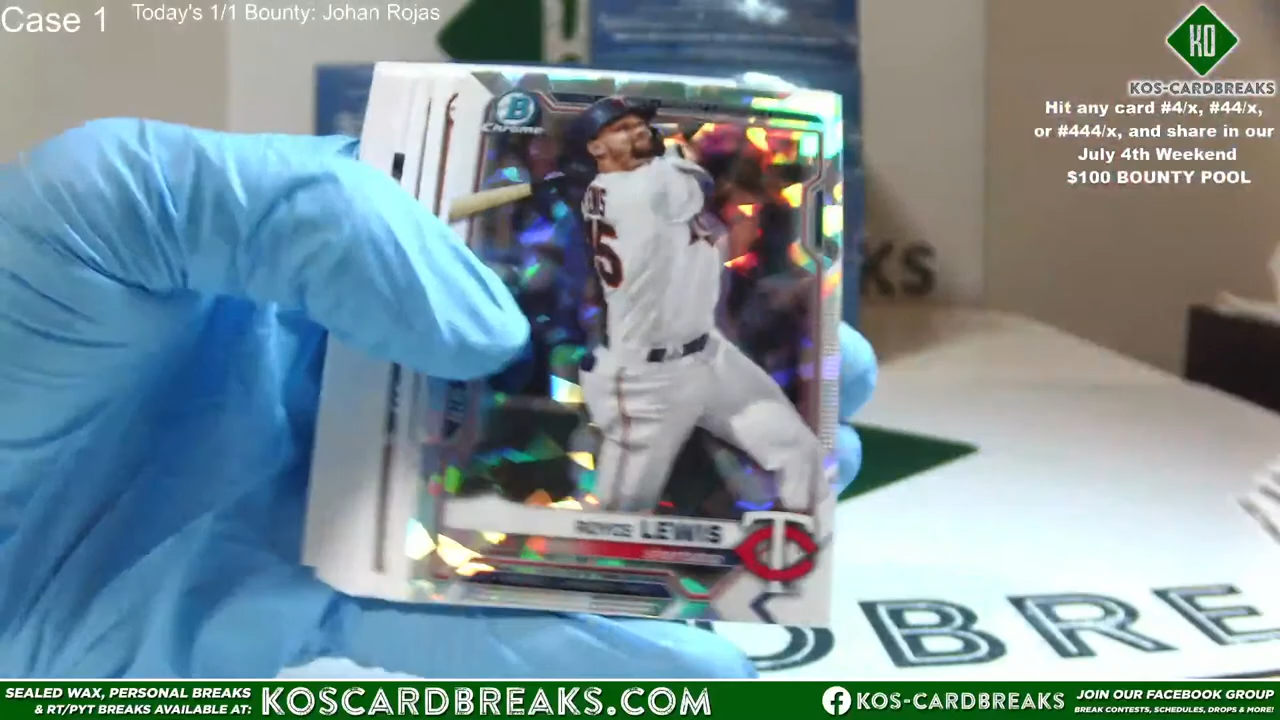 Case 1
Today's 1/1 Bounty: Johan Rojas
KO
KOS-CARDBREAKS
Hit any card #4/x, #44/x,
or #444/x, and share in our
July 4th Weekend
$100 BOUNTY POOL
B
Chrome
ROYCE LEWIS
KS
OBRE
SEALED WAX, PERSONAL BREAKS
& RT/PYT BREAKS AVAILABLE AT:
KOSCARDBREAKS.COM
KOS-CARDBREAKS
JOIN OUR FACEBOOK GROUP
BREAK CONTESTS, SCHEDULES, DROPS & MORE!